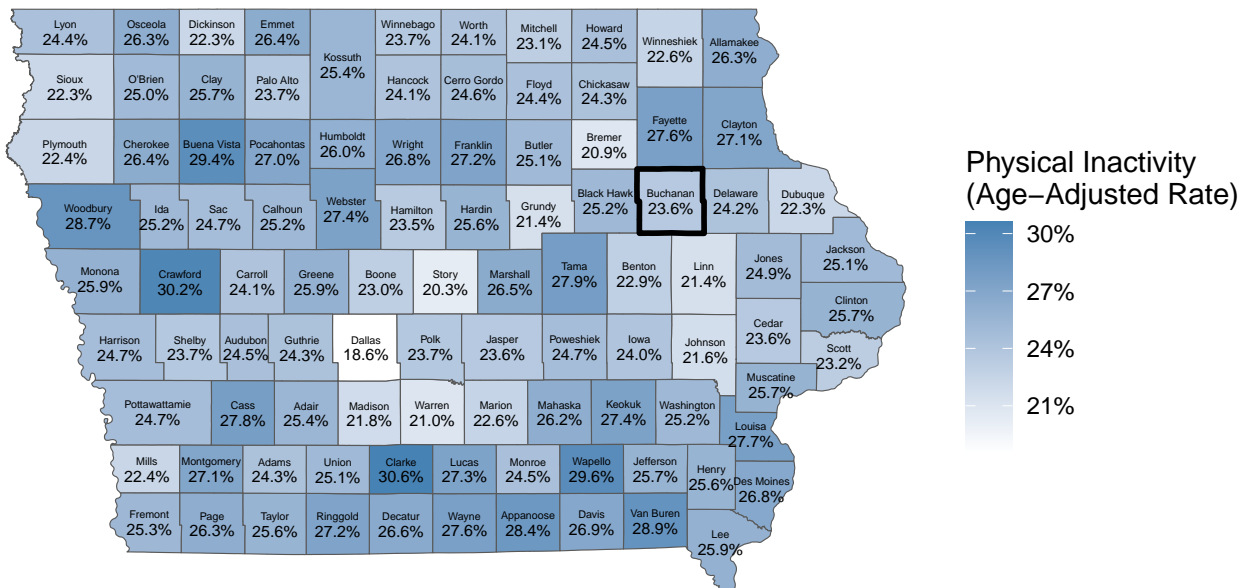 Lyon
24.4%
Osceola
26.3%
Dickinson
22.3%
Emmet
26.4%
Kossuth
25.4%
Winnebago
23.7%
Worth
24.1%
Mitchell
23.1%
Howard
24.5%
Winneshiek
22.6%
Allamakee
26.3%
Sioux
22.3%
O'Brien
25.0%
Clay
25.7%
Palo Alto
23.7%
Hancock
24.1%
Cerro Gordo
24.6%
Floyd
24.4%
Chickasaw
24.3%
Fayette
27.6%
Clayton
27.1%
Plymouth
22.4%
Cherokee
26.4%
Buena Vista
29.4%
Pocahontas
27.0%
Humboldt
26.0%
Wright
26.8%
Franklin
27.2%
Butler
25.1%
Bremer
20.9%
Woodbury
28.7%
Ida
25.2%
Sac
24.7%
Calhoun
25.2%
Webster
27.4%
Hamilton
23.5%
Hardin
25.6%
Grundy
21.4%
Black Hawk
25.2%
Buchanan
23.6%
Delaware
24.2%
Dubuque
22.3%
Monona
25.9%
Crawford
30.2%
Carroll
24.1%
Greene
25.9%
Boone
23.0%
Story
20.3%
Marshall
26.5%
Tama
27.9%
Benton
22.9%
Linn
21.4%
Jones
24.9%
Jackson
25.1%
Clinton
25.7%
Harrison
24.7%
Shelby
23.7%
Audubon
24.5%
Guthrie
24.3%
Dallas
18.6%
Polk
23.7%
Jasper
23.6%
Poweshiek
24.7%
Iowa
24.0%
Johnson
21.6%
Cedar
23.6%
Scott
23.2%
Muscatine
25.7%
Pottawattamie
24.7%
Cass
27.8%
Adair
25.4%
Madison
21.8%
Warren
21.0%
Marion
22.6%
Mahaska
26.2%
Keokuk
27.4%
Washington
25.2%
Louisa
27.7%
Mills
22.4%
Montgomery
27.1%
Adams
24.3%
Union
25.1%
Clarke
30.6%
Lucas
27.3%
Monroe
24.5%
Wapello
29.6%
Jefferson
25.7%
Henry
25.6%
Des Moines
26.8%
Fremont
25.3%
Page
26.3%
Taylor
25.6%
Ringgold
27.2%
Decatur
26.6%
Wayne
27.6%
Appanoose
28.4%
Davis
26.9%
Van Buren
28.9%
Lee
25.9%
Physical Inactivity
(Age−Adjusted Rate)
30%
27%
24%
21%